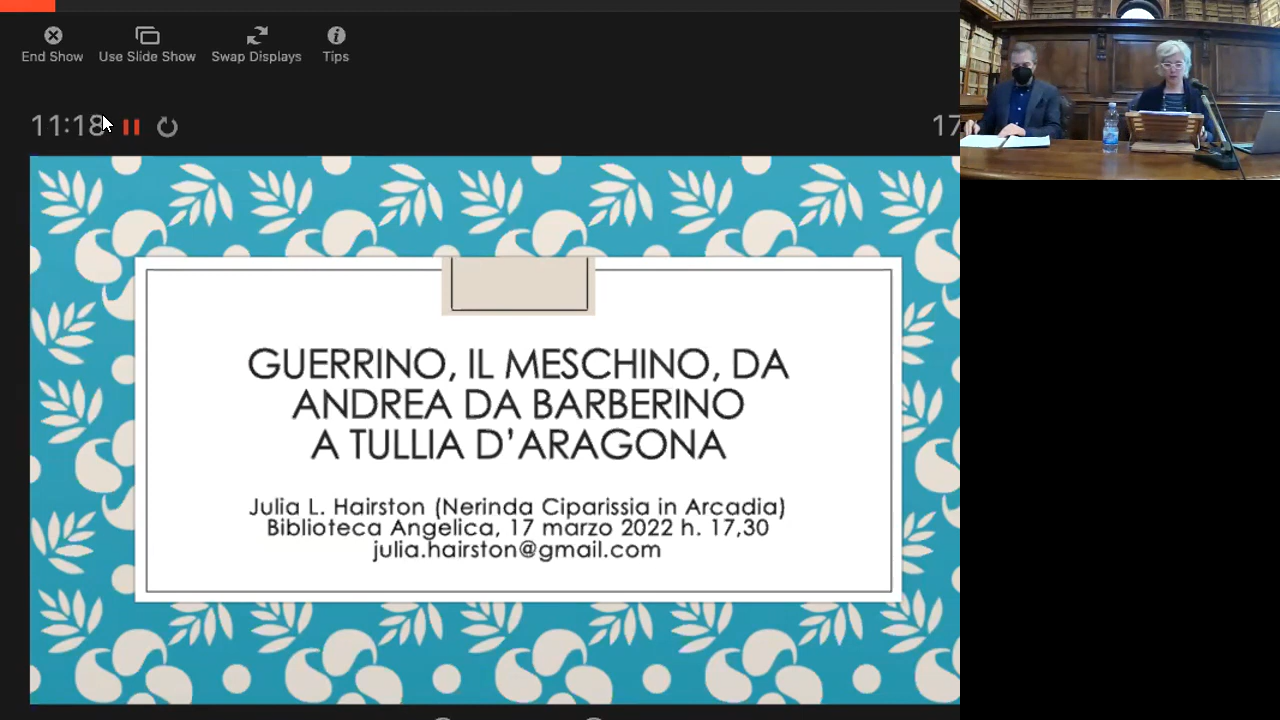 End Show
Use Slide Show
Swap Displays
Tips
11:18
17
GUERRINO, IL MESCHINO, DA
ANDREA DA BARBERINO
A TULLIA D’ARAGONA
Julia L. Hairston (Nerinda Ciparissia in Arcadia)
Biblioteca Angelica, 17 marzo 2022 h. 17,30
julia.hairston@gmail.com